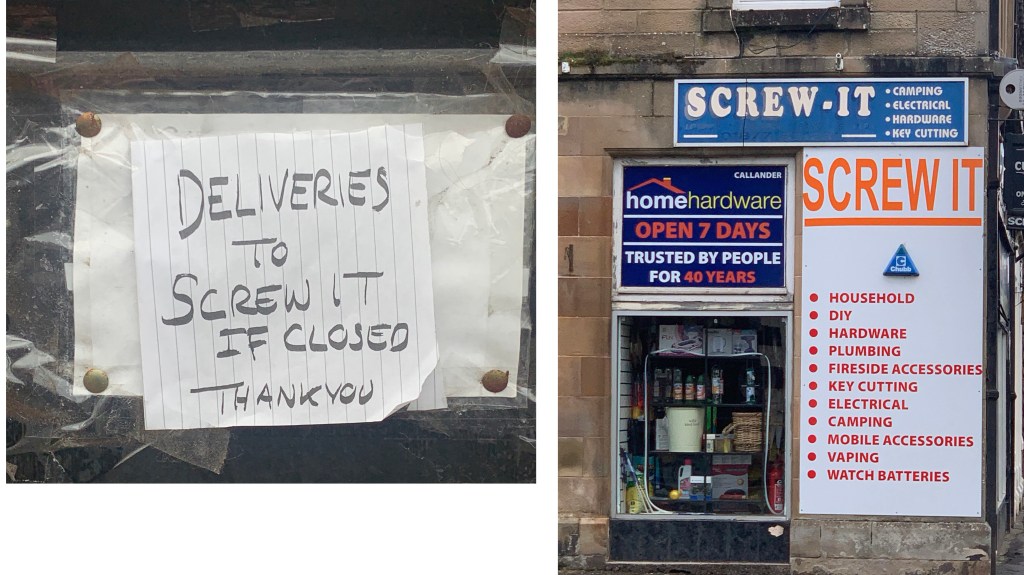 DELIVERIES
TO
SCREW IT
IF CLOSED
THANKYOU
SCREW-IT
• CAMPING
• ELECTRICAL
• HARDWARE
• KEY CUTTING
CALLANDER
homehardware
OPEN 7 DAYS
TRUSTED BY PEOPLE
FOR 40 YEARS
SCREW IT
Chubb
• HOUSEHOLD
• DIY
• HARDWARE
• PLUMBING
• FIRESIDE ACCESSORIES
• KEY CUTTING
• ELECTRICAL
• CAMPING
• MOBILE ACCESSORIES
• VAPING
• WATCH BATTERIES